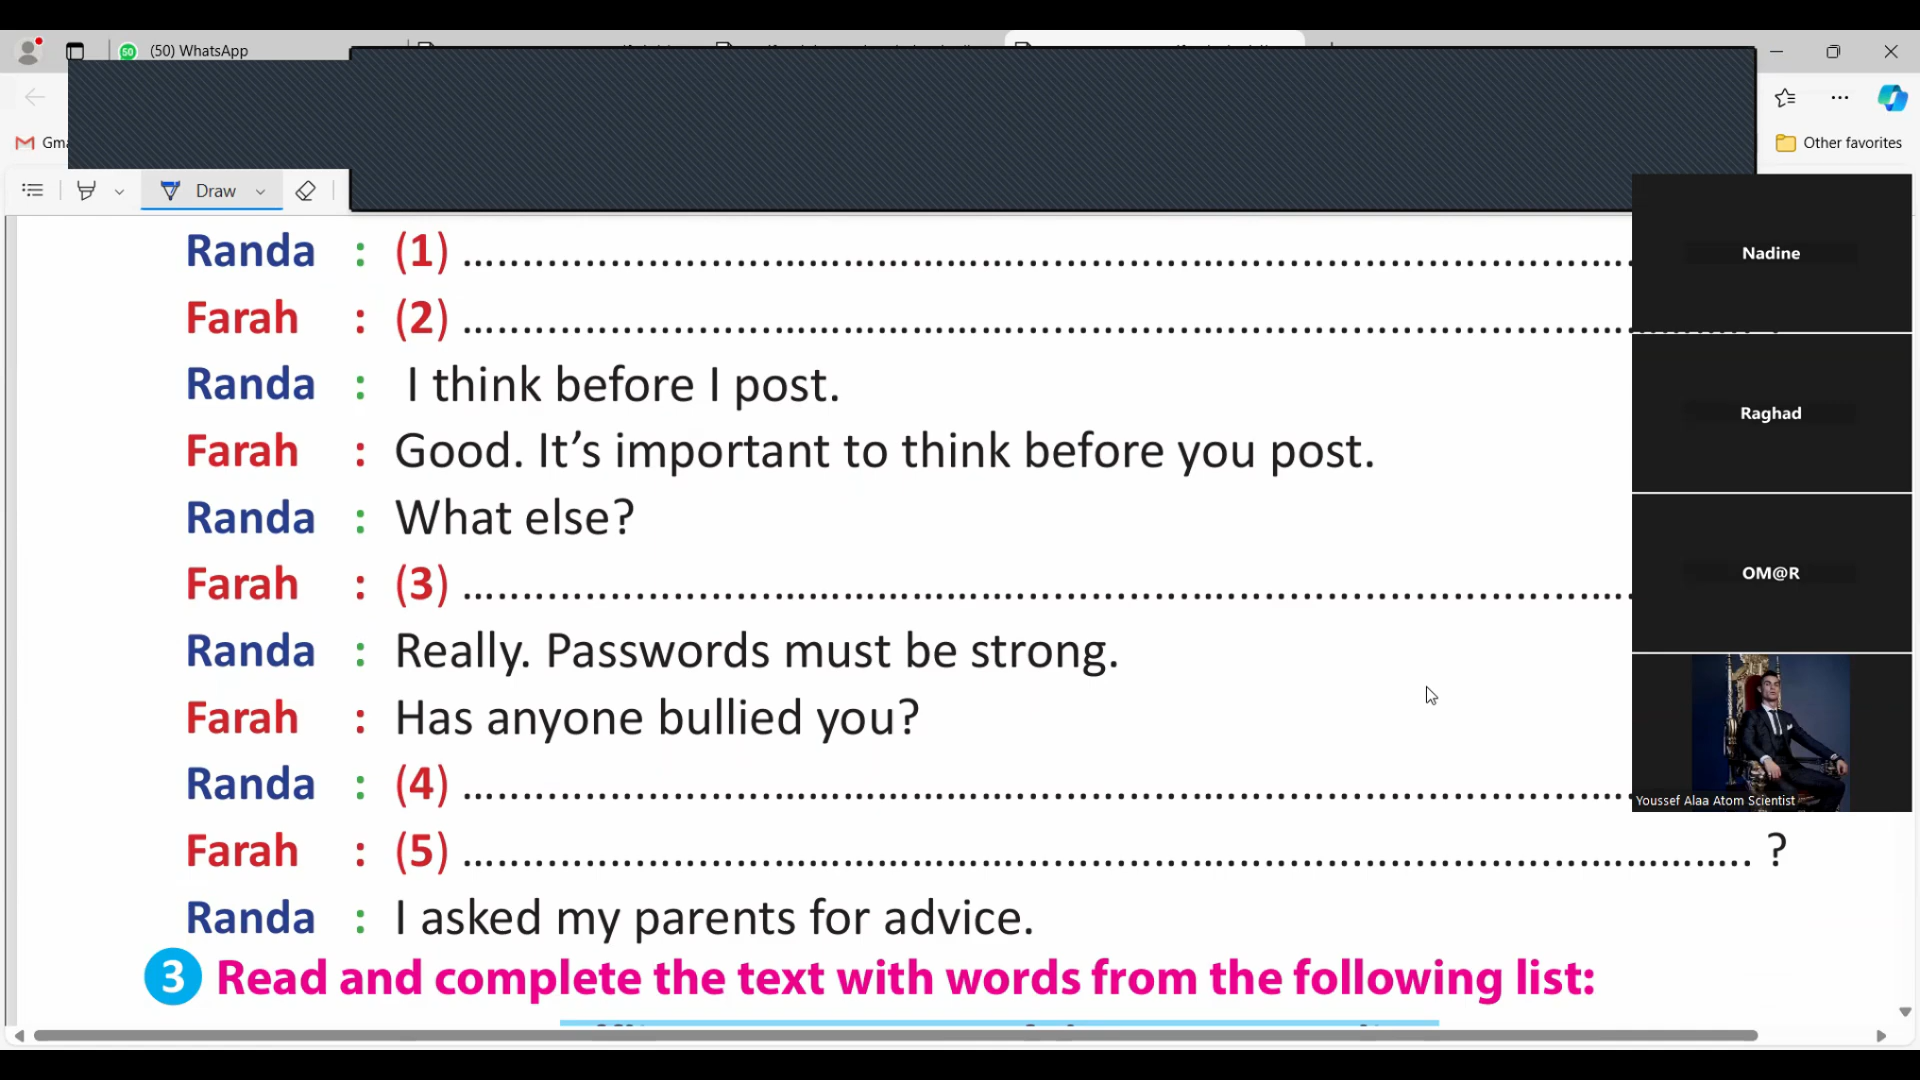 (50) WhatsApp
Other favorites
Draw
Randa : (1) ..............................
Nadine
Farah : (2) ..............................
Randa : I think before I post.
Raghad
Farah : Good. It's important to think before you post.
Randa : What else?
OM@R
Farah : (3) ..............................
Randa : Really. Passwords must be strong.
Farah : Has anyone bullied you?
Randa : (4) ..............................
Youssef Alaa Atom Scientist
Farah : (5) .............................. ?
Randa : I asked my parents for advice.
3 Read and complete the text with words from the following list: